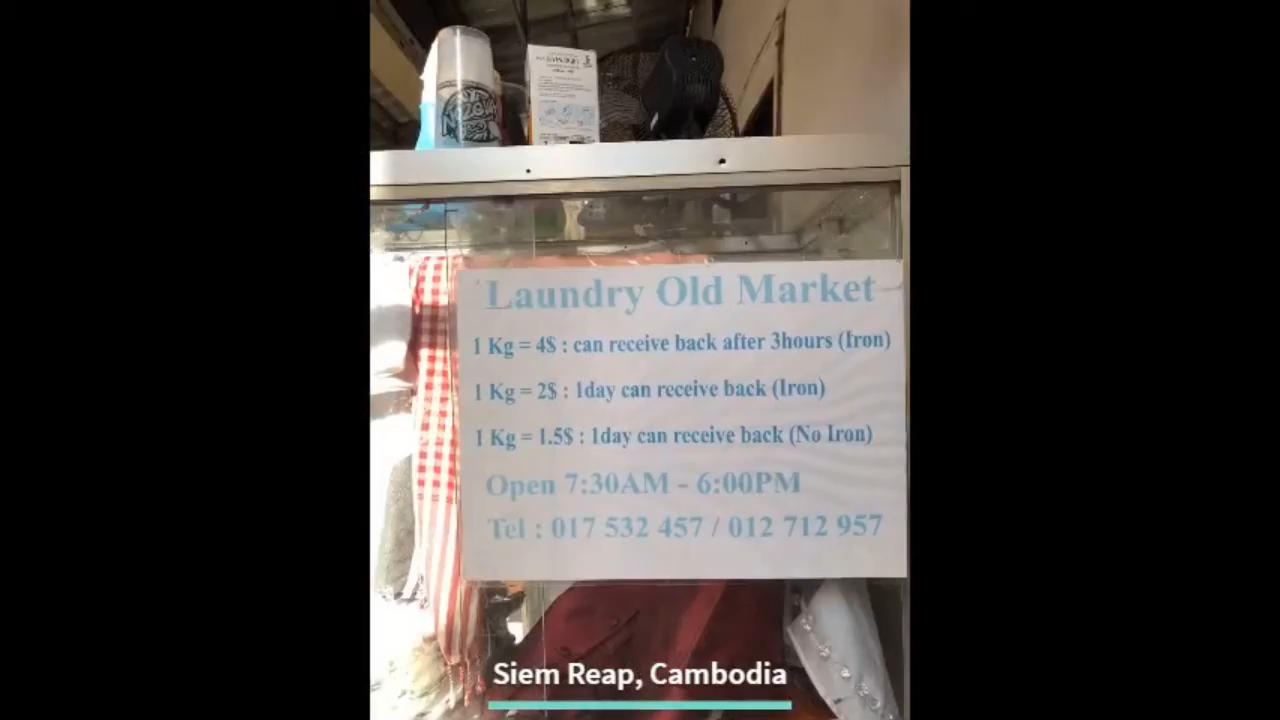 Laundry Old Market
1 Kg = 4$ : can receive back after 3hours (Iron)
1 Kg = 2$ : 1day can receive back (Iron)
1 Kg = 1.5$ : 1day can receive back (No Iron)
Open 7:30AM - 6:00PM
Tel : 017 532 457 / 012 712 957
Siem Reap, Cambodia